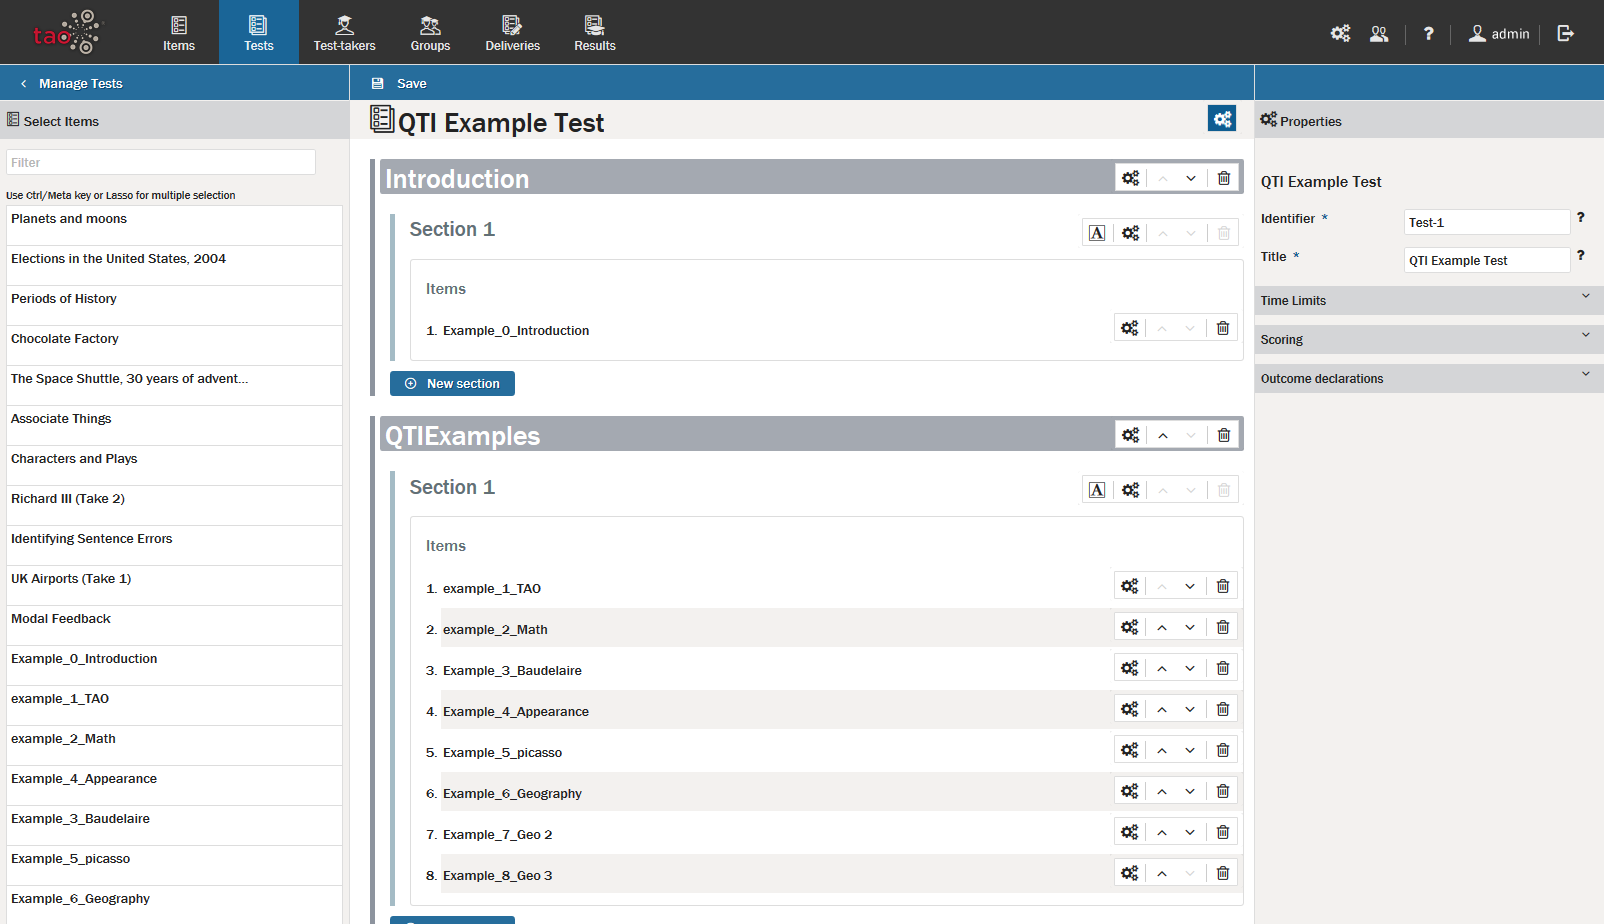 tao
Items
Tests
Test-takers
Groups
Deliveries
Results
?
admin
Manage Tests
Save
Select Items
Filter
Use Ctrl/Meta key or Lasso for multiple selection
Planets and moons
Elections in the United States, 2004
Periods of History
Chocolate Factory
The Space Shuttle, 30 years of advent...
Associate Things
Characters and Plays
Richard III (Take 2)
Identifying Sentence Errors
UK Airports (Take 1)
Modal Feedback
Example_0_Introduction
example_1_TAO
example_2_Math
Example_4_Appearance
Example_3_Baudelaire
Example_5_picasso
Example_6_Geography
QTI Example Test
Introduction
Section 1
A
Items
1. Example_0_Introduction
New section
QTIExamples
Section 1
A
Items
1. example_1_TAO
2. example_2_Math
3. Example_3_Baudelaire
4. Example_4_Appearance
5. Example_5_picasso
6. Example_6_Geography
7. Example_7_Geo 2
8. Example_8_Geo 3
Properties
QTI Example Test
Identifier * Test-1 ?
Title * QTI Example Test ?
Time Limits
Scoring
Outcome declarations